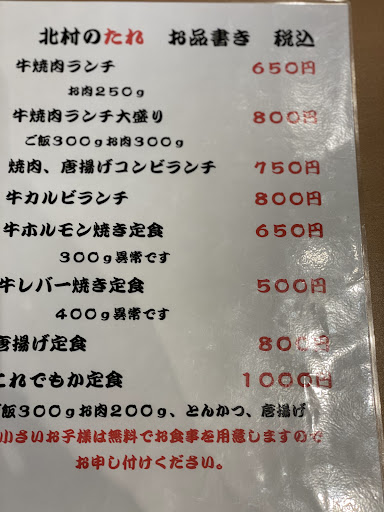 北村のたれ お品書き 税込
牛焼肉ランチ 650円
お肉250g
牛焼肉ランチ大盛り 800円
ご飯300gお肉300g
焼肉、唐揚げコンビランチ 750円
牛カルビランチ 800円
牛ホルモン焼き定食 650円
300g異常です
牛レバー焼き定食 500円
400g異常です
唐揚げ定食 800円
これでもか定食 1000円
ご飯300gお肉200g、とんかつ、唐揚げ
小さいお子様は無料でお食事を用意しますので
お申し付けください。